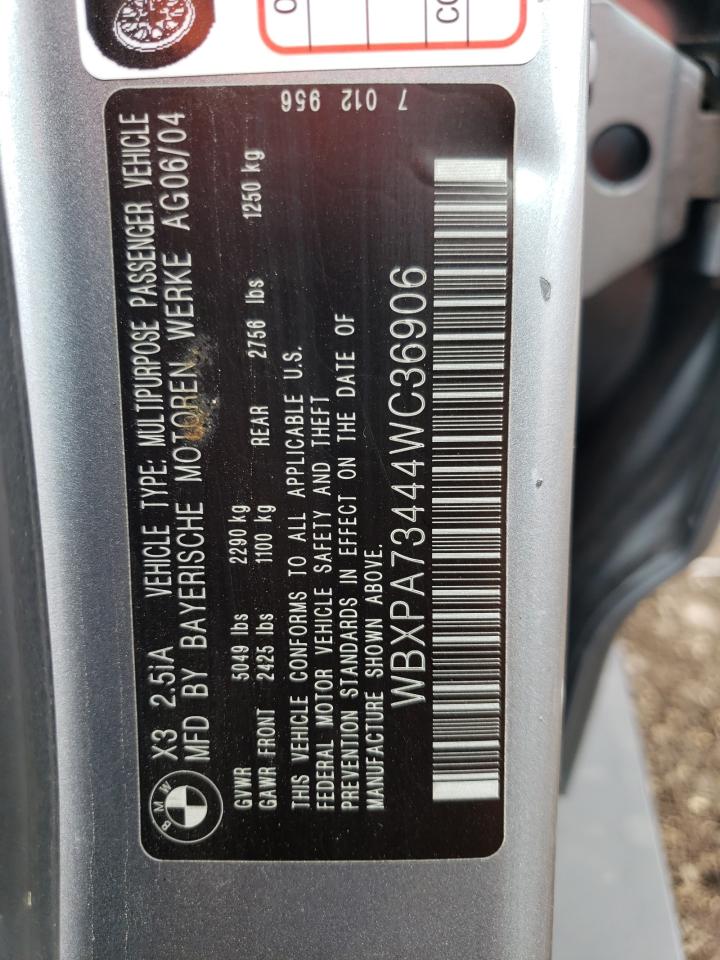 X3 2.5iA VEHICLE TYPE: MULTIPURPOSE PASSENGER VEHICLE
MFD BY BAYERISCHE MOTOREN WERKE AG06/04
BMW
GVWR 5049 lbs 2290 kg
GAWR FRONT 2425 lbs 1100 kg REAR 2756 lbs 1250 kg
THIS VEHICLE CONFORMS TO ALL APPLICABLE U.S.
FEDERAL MOTOR VEHICLE SAFETY AND THEFT
PREVENTION STANDARDS IN EFFECT ON THE DATE OF
MANUFACTURE SHOWN ABOVE.
WBXPA73444WC36906
7 012 956